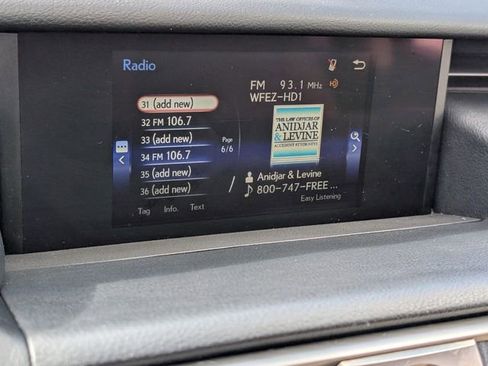 Radio
FM 93.1 MHz
WFEZ-HD1
31 (add new)
32 FM 106.7
33 (add new)
34 FM 106.7
35 (add new)
36 (add new)
Page
6/6
THE LAW OFFICES OF
ANIDJAR
& LEVINE
ACCIDENT ATTORNEYS
Anidjar & Levine
800-747-FREE ...
Easy Listening
Tag Info. Text